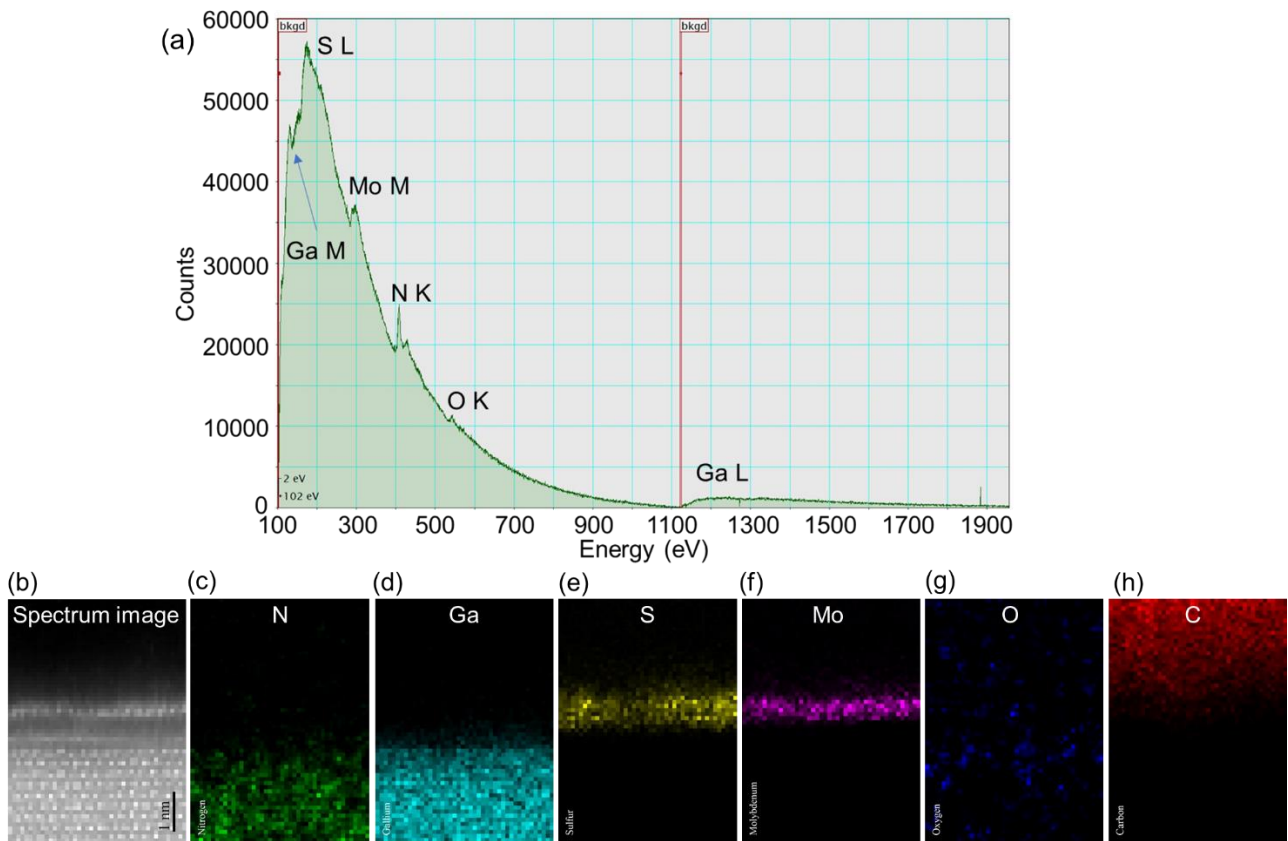 (a)
60000
50000
40000
30000
20000
10000
0
Counts
bkgd
bkgd
S L
Mo M
Ga M
N K
O K
Ga L
2 eV
102 eV
100 300 500 700 900 1100 1300 1500 1700 1900
Energy (eV)
(b) (c) (d) (e) (f) (g) (h)
Spectrum image N Ga S Mo O C
1 nm
Nitrogen
Gallium
Sulfur
Molybdenum
Oxygen
Carbon